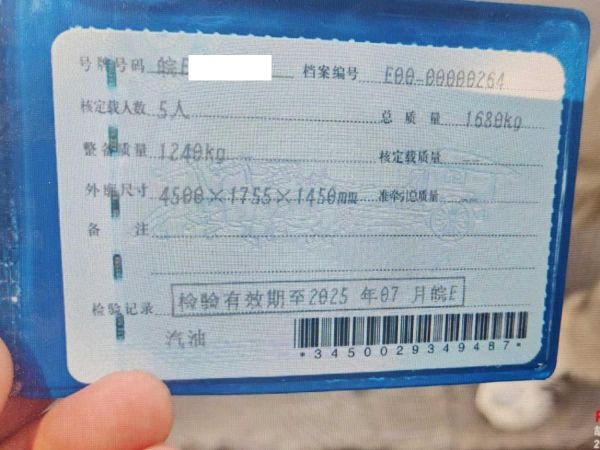 号牌号码 皖E 档案编号 E00-00000264
核定载人数 5人 总质量 1680kg
整备质量 1240kg 核定载质量 --
外廓尺寸 4500×1755×1450mm 准牵引总质量 --
备注
检验记录 检验有效期至2025年07月皖E
汽油
*3450029349487*